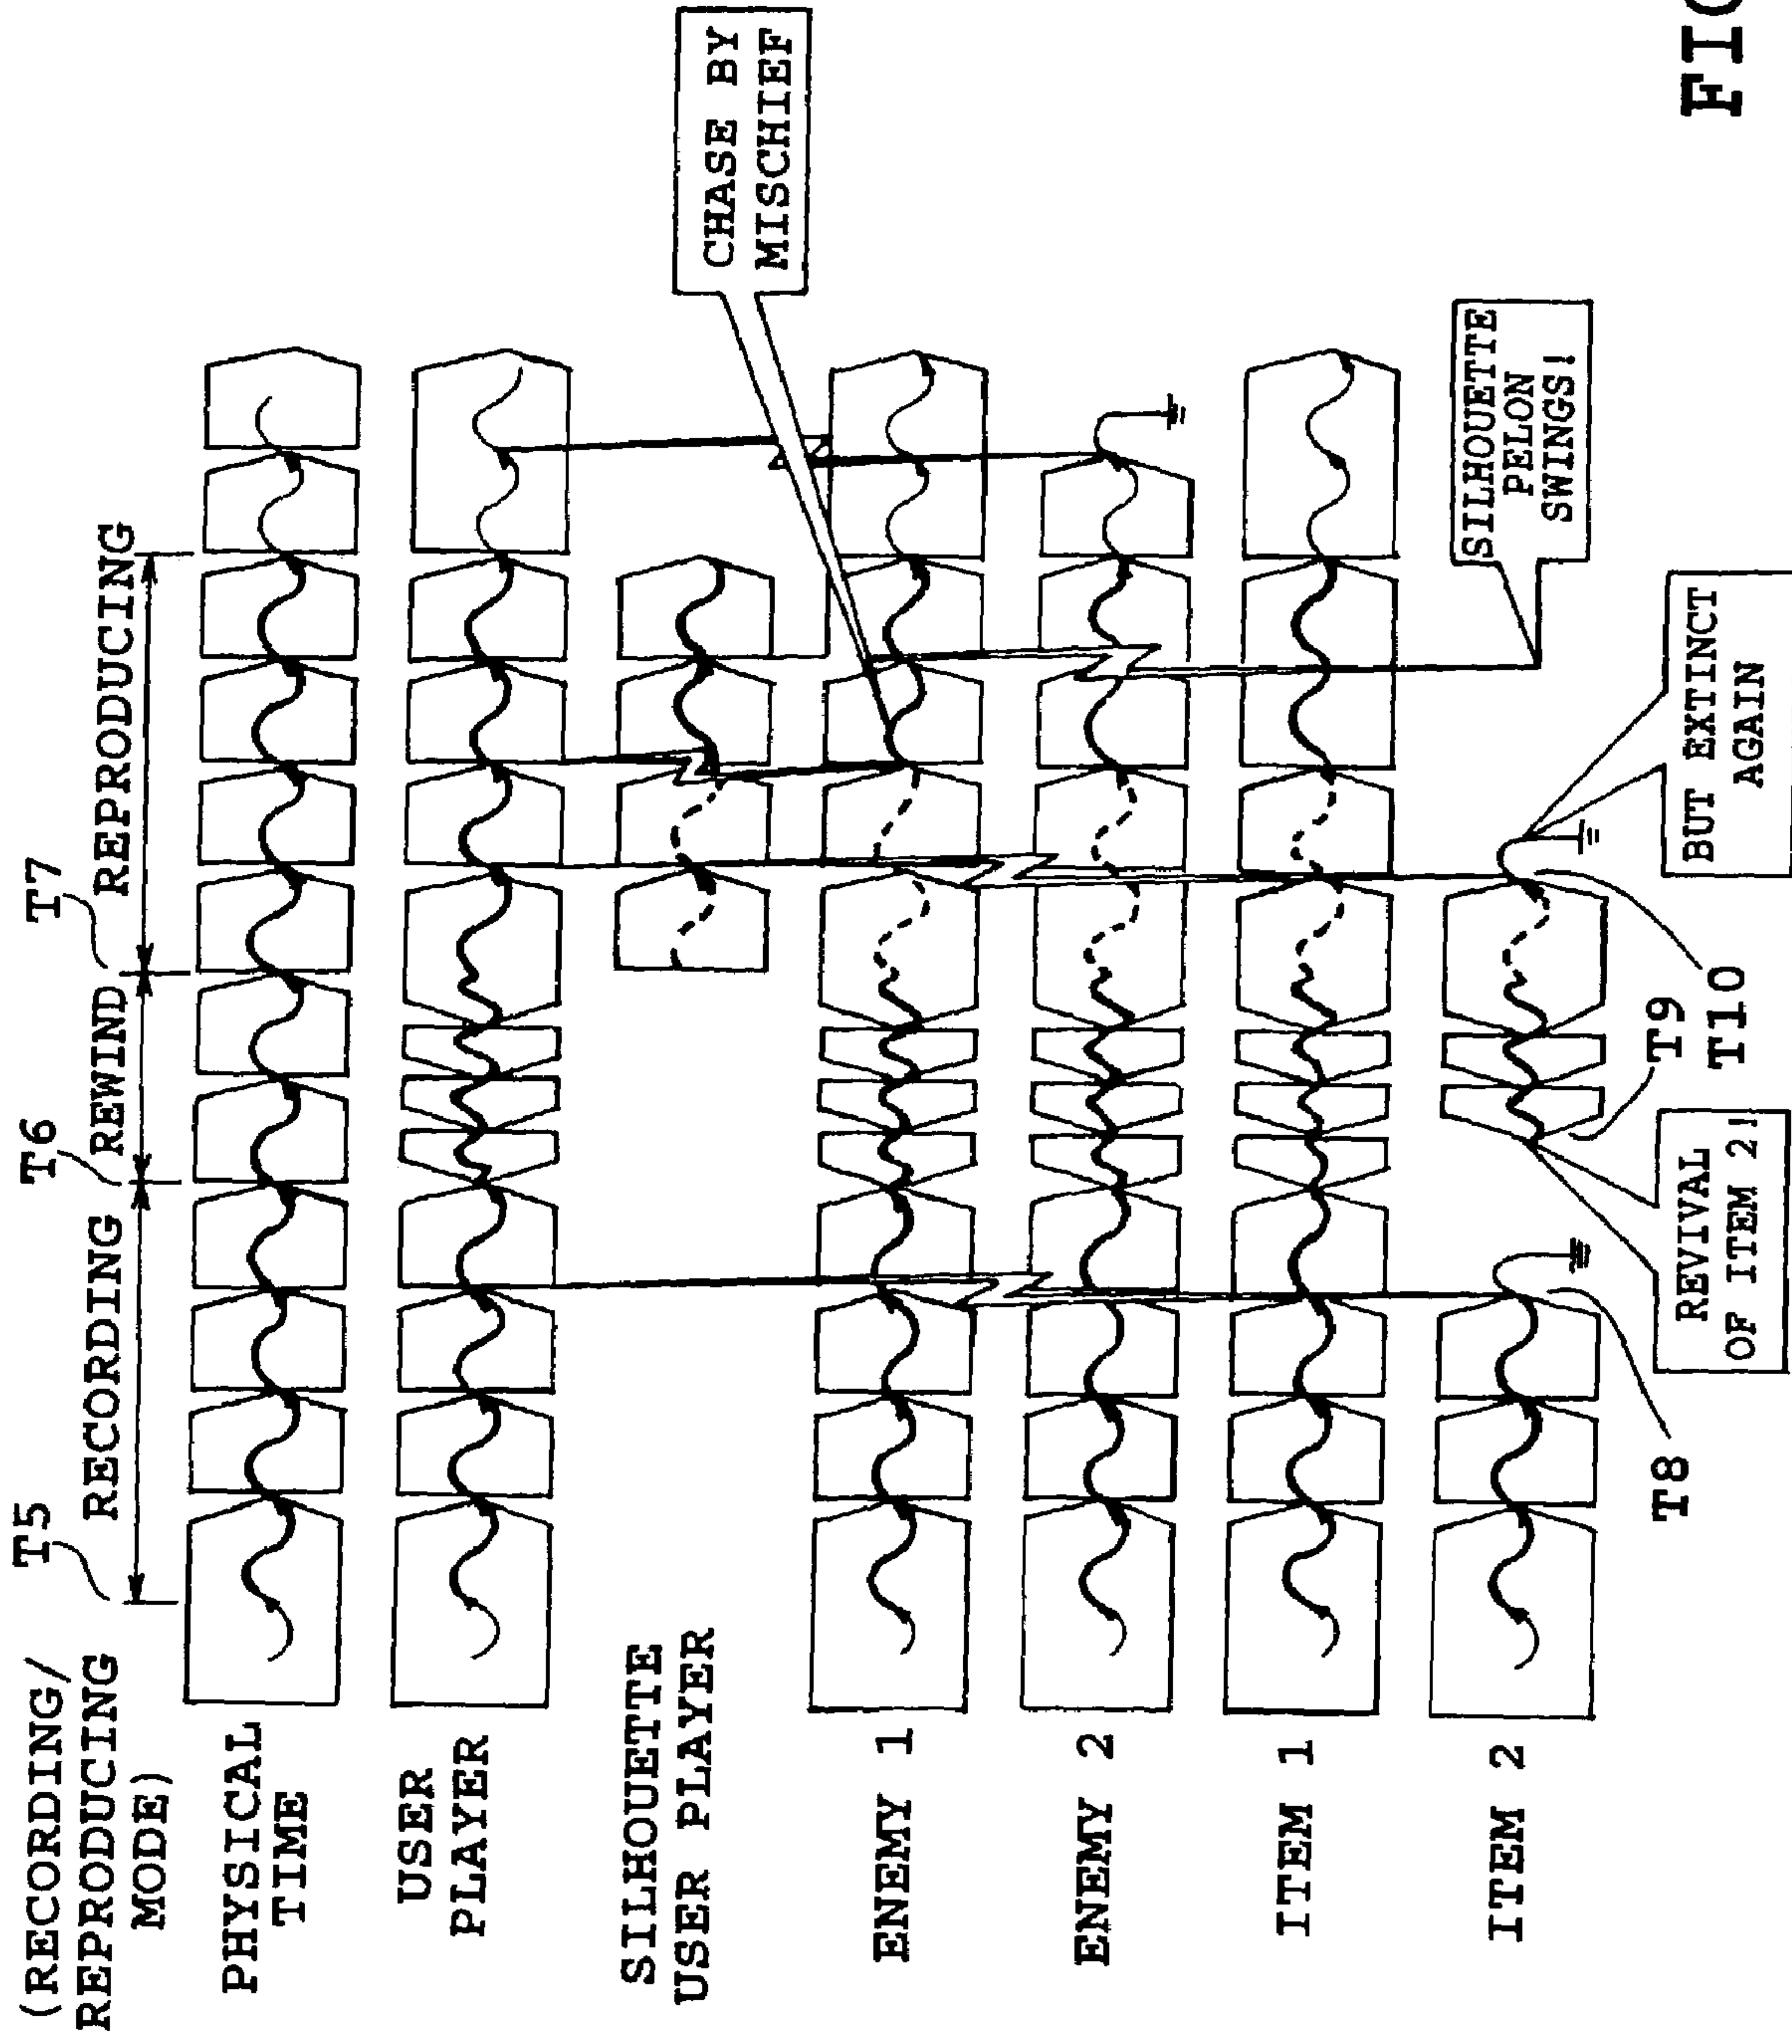 (RECORDING/
REPRODUCING
MODE)
T5
RECORDING
T6
REWIND
T7
REPRODUCING
PHYSICAL
TIME
USER
PLAYER
SILHOUETTE
USER PLAYER
CHASE BY
MISCHIEF
ENEMY 1
ENEMY 2
ITEM 1
SILHOUETTE
PELON
SWINGS!
ITEM 2
T8
REVIVAL
OF ITEM 2!
T9
T10
BUT EXTINCT
AGAIN